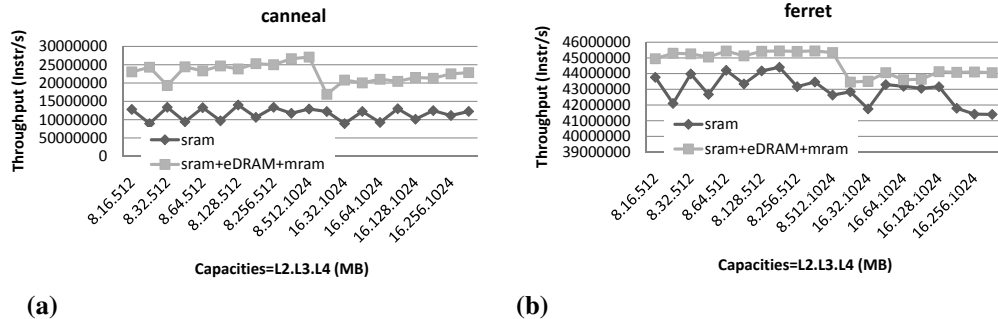 canneal
Throughput (Instr/s)
30000000
25000000
20000000
15000000
10000000
5000000
0
sram
sram+eDRAM+mram
8.16.512
8.32.512
8.64.512
8.128.512
8.256.512
8.512.1024
16.32.1024
16.64.1024
16.128.1024
16.256.1024
Capacities=L2.L3.L4 (MB)
(a)
ferret
Throughput (Instr/s)
46000000
45000000
44000000
43000000
42000000
41000000
40000000
39000000
sram
sram+eDRAM+mram
8.16.512
8.32.512
8.64.512
8.128.512
8.256.512
8.512.1024
16.32.1024
16.64.1024
16.128.1024
16.256.1024
Capacities=L2.L3.L4 (MB)
(b)